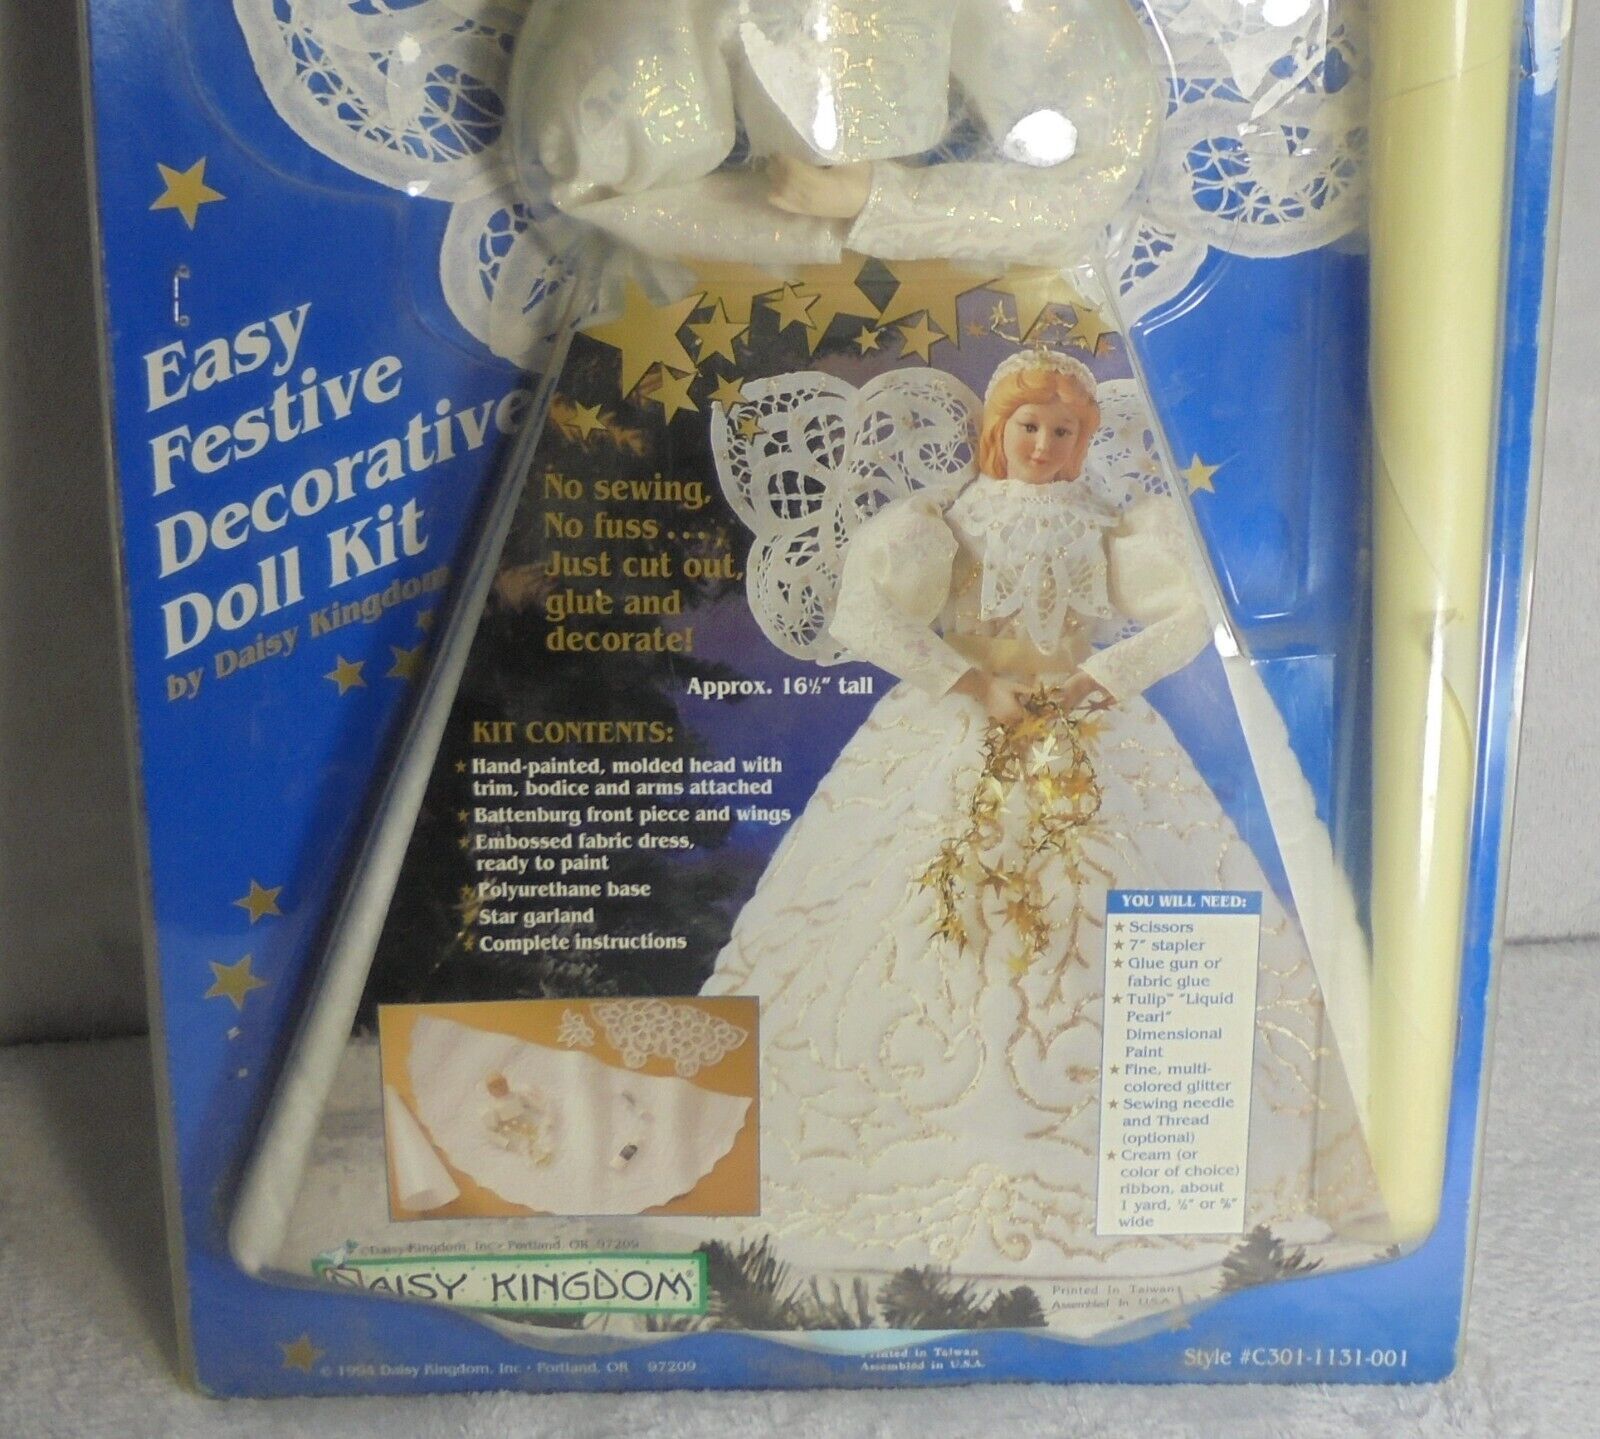 Easy
Festive
Decorative
Doll Kit
by Daisy Kingdom
No sewing,
No fuss . . . ,
Just cut out,
glue and
decorate!
Approx. 16½" tall
KIT CONTENTS:
★ Hand-painted, molded head with
trim, bodice and arms attached
★ Battenburg front piece and wings
★ Embossed fabric dress,
ready to paint
★ Polyurethane base
Star garland
★ Complete instructions
YOU WILL NEED:
★ Scissors
★ 7" stapler
★ Glue gun or
fabric glue
★ Tulip™ "Liquid
Pearl"
Dimensional
Paint
★ Fine, multi-
colored glitter
★ Sewing needle
and Thread
(optional)
★ Cream (or
color of choice)
ribbon, about
1 yard, ½" or ⅝"
wide
©Daisy Kingdom, Inc • Portland, OR 97209
DAISY KINGDOM®
Printed in Taiwan
Assembled in U.S.A.
© 1994 Daisy Kingdom, Inc • Portland, OR 97209
Printed in Taiwan
Assembled in U.S.A.
Style #C301-1131-001